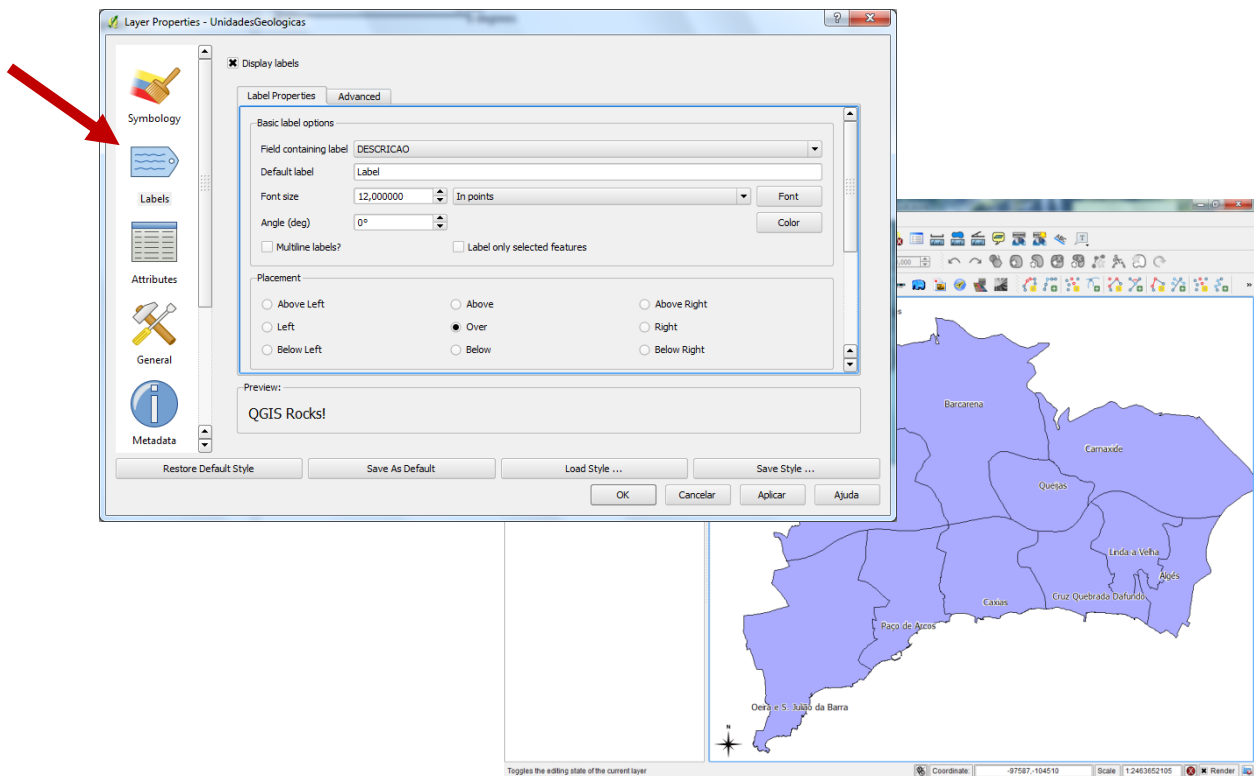 Layer Properties - UnidadesGeologicas
Display labels
Symbology
Labels
Attributes
General
Metadata
Label Properties
Advanced
Basic label options
Field containing label DESCRICAO
Default label Label
Font size 12,000000 In points Font
Angle (deg) 0° Color
Multiline labels? Label only selected features
Placement
Above Left Above Above Right
Left Over Right
Below Left Below Below Right
Preview:
QGIS Rocks!
Restore Default Style Save As Default Load Style ... Save Style ...
OK Cancelar Aplicar Ajuda
Barcarena
Carnaxide
Queijas
Linda a Velha
Algés
Cruz Quebrada Dafundo
Caxias
Paço de Arcos
Oeira e S. Julião da Barra
N
Toggles the editing state of the current layer
Coordinate: -97587,-104510 Scale 1:2463652105 Render